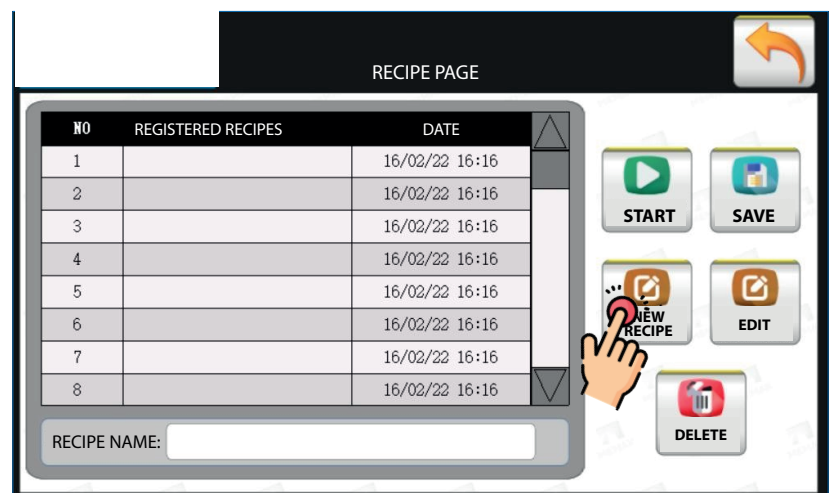 RECIPE PAGE
NO REGISTERED RECIPES DATE
1 16/02/22 16:16
2 16/02/22 16:16
3 16/02/22 16:16
4 16/02/22 16:16
5 16/02/22 16:16
6 16/02/22 16:16
7 16/02/22 16:16
8 16/02/22 16:16
RECIPE NAME:
START SAVE
NEW
RECIPE
EDIT
DELETE